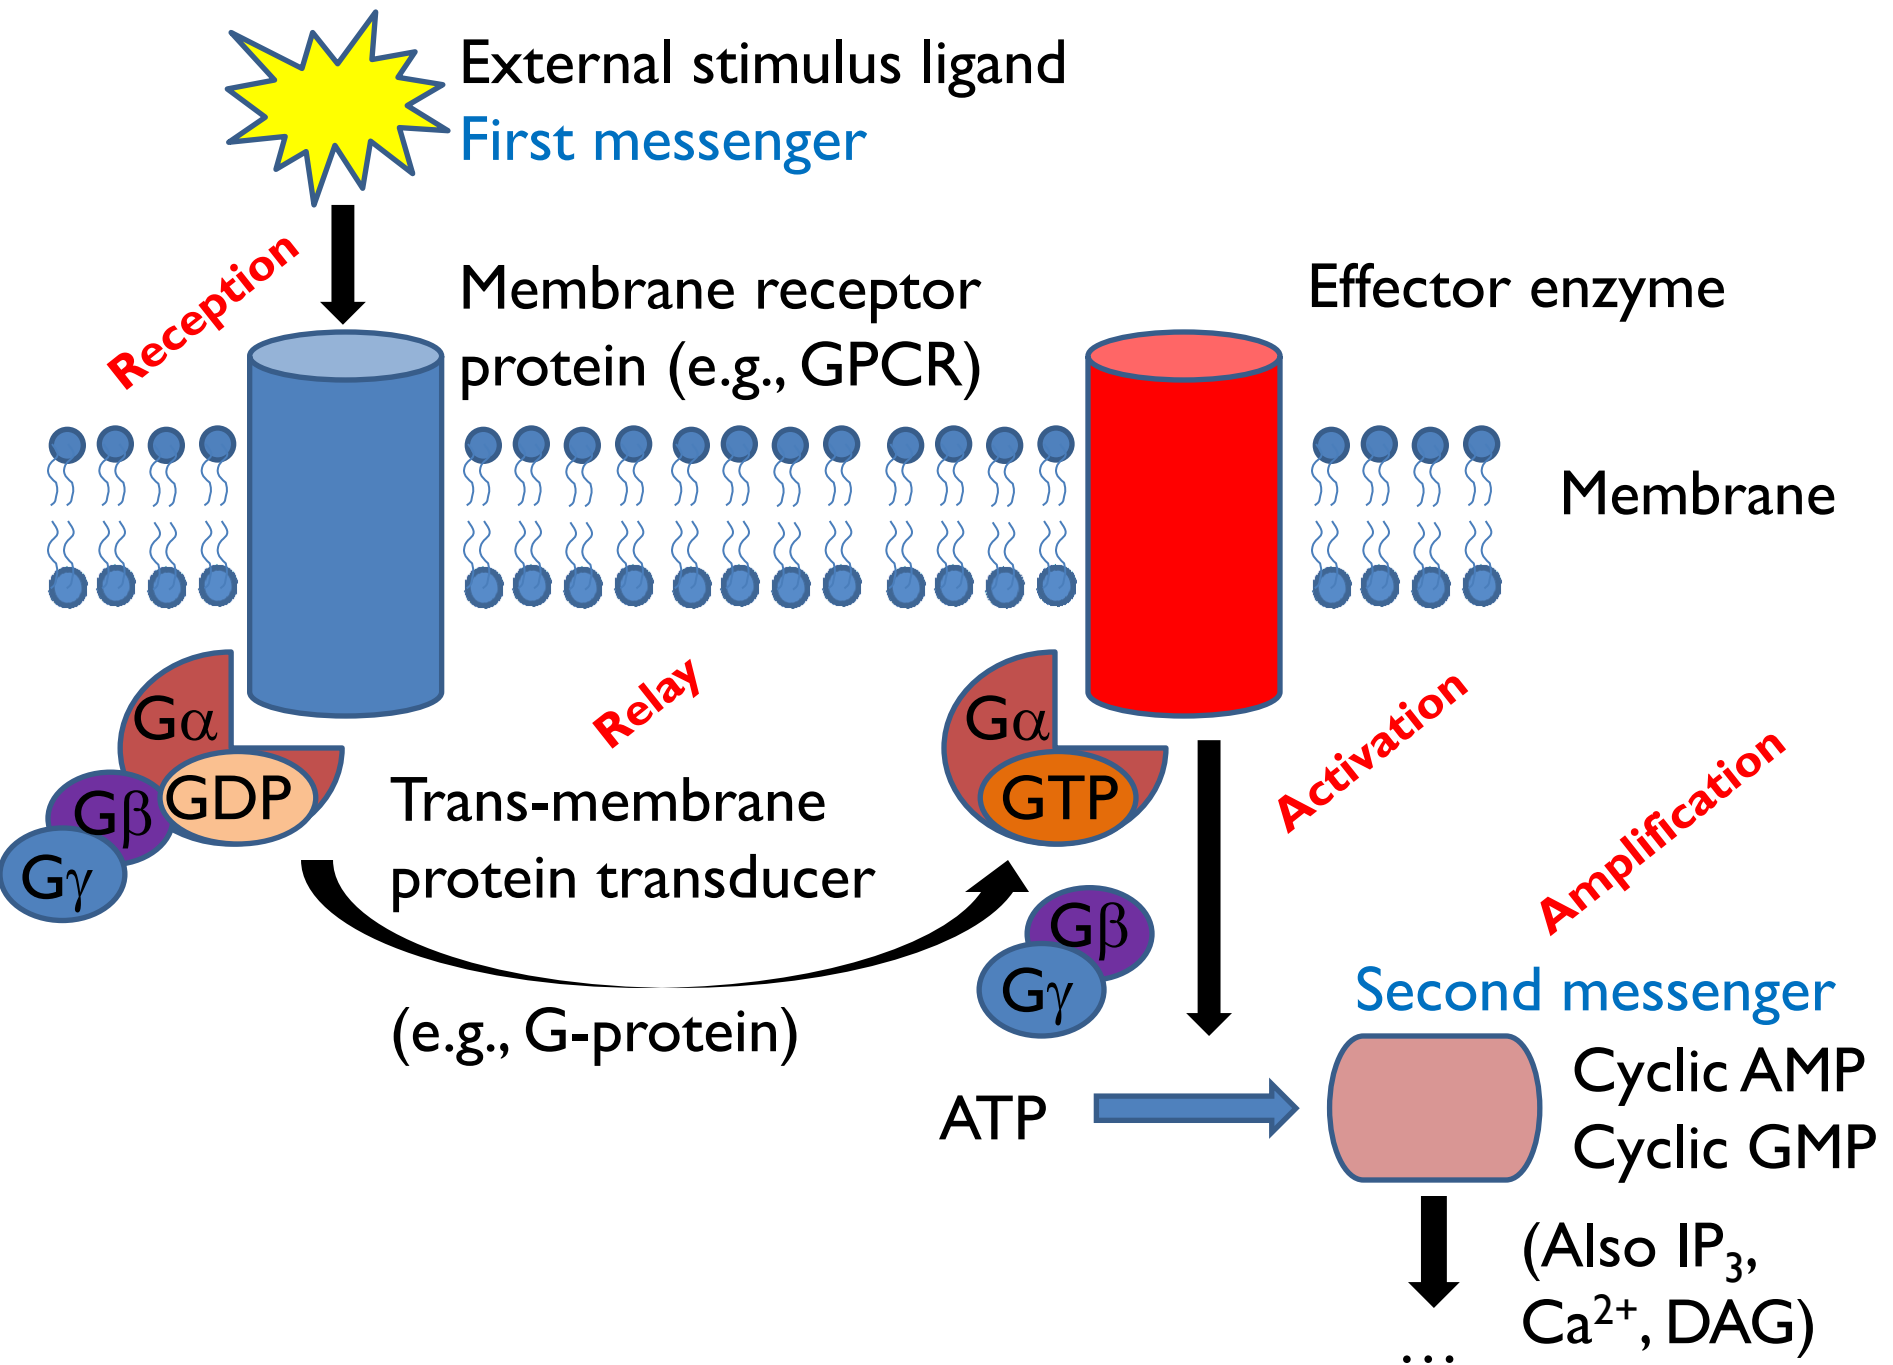 External stimulus ligand
First messenger
Reception
Membrane receptor
protein (e.g., GPCR)
Effector enzyme
Membrane
Relay
Activation
Amplification
Gα
GDP
Gβ
Gγ
Trans-membrane
protein transducer
(e.g., G-protein)
Gα
GTP
Gβ
Gγ
Second messenger
ATP
Cyclic AMP
Cyclic GMP
(Also IP₃,
Ca²⁺, DAG)
...